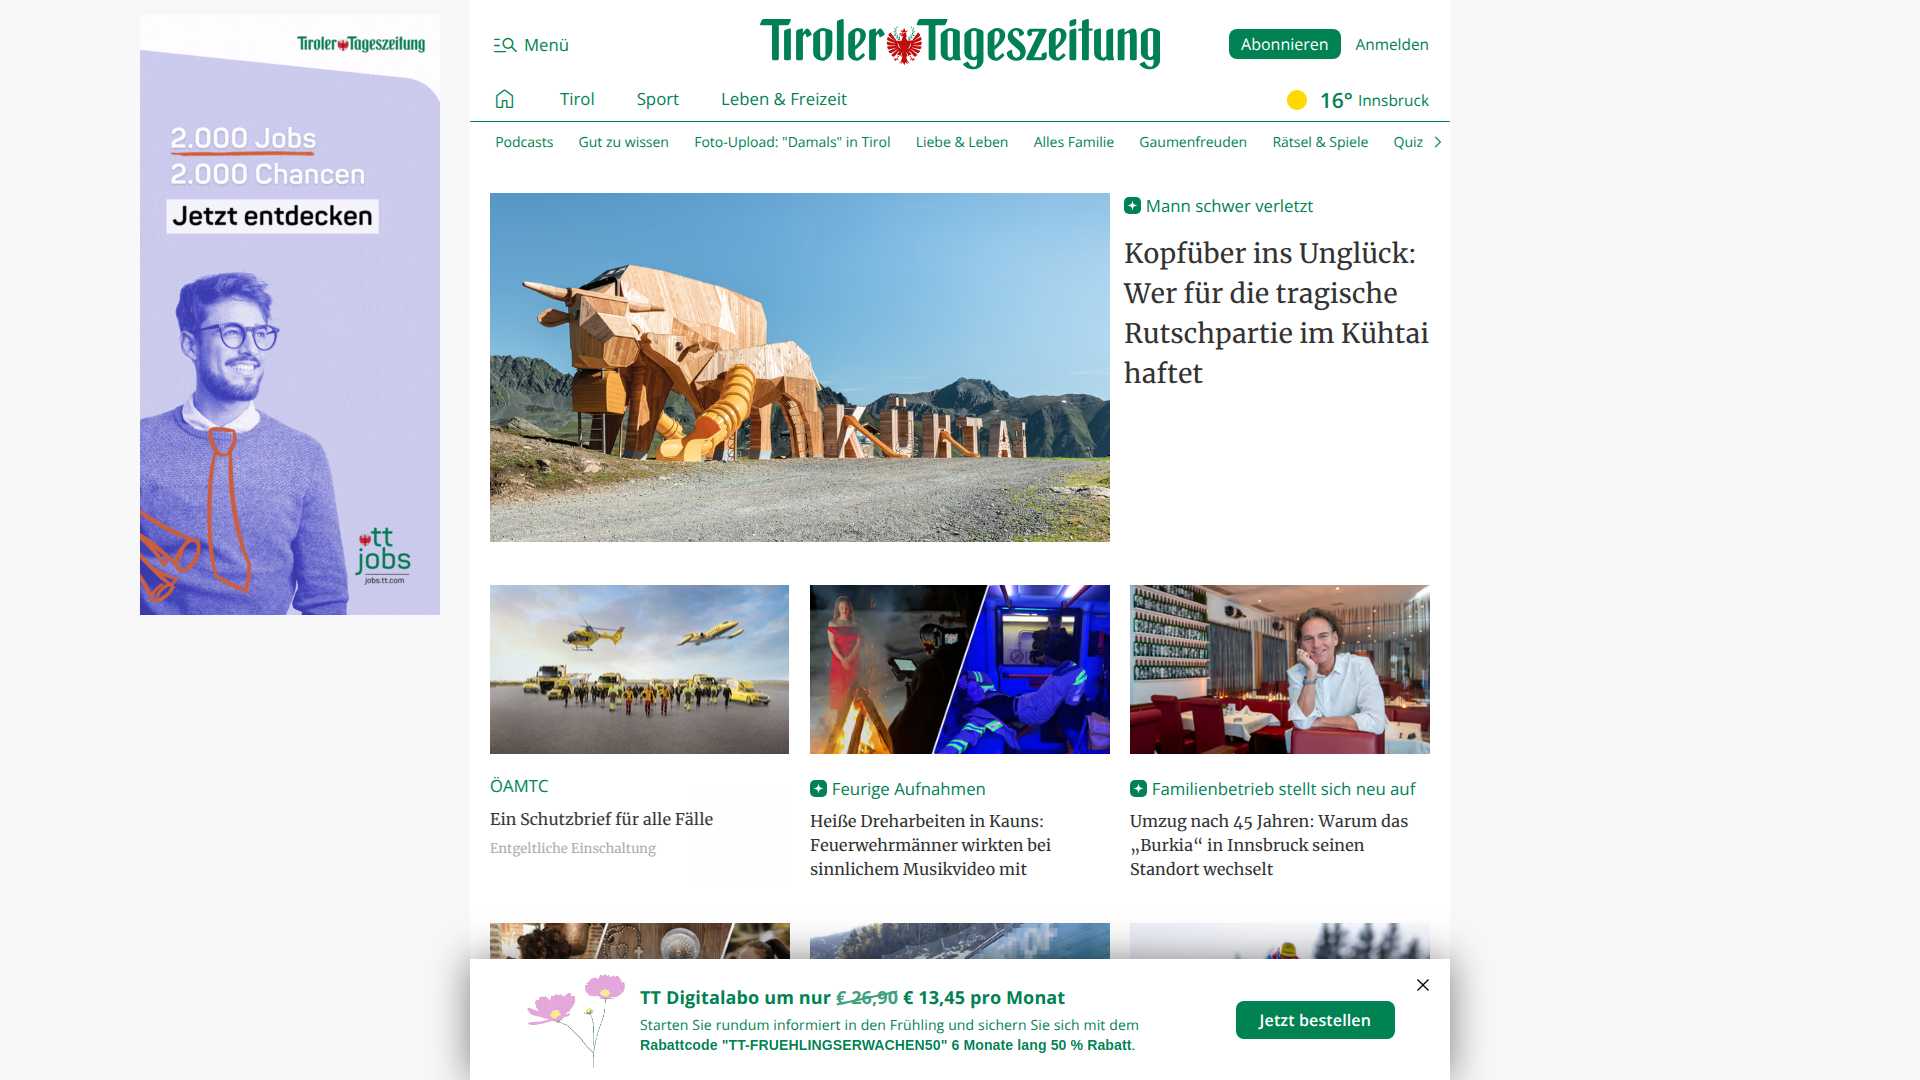 Tiroler Tageszeitung
2.000 Jobs
2.000 Chancen
Jetzt entdecken
tt
jobs
jobs.tt.com
Menü
Tiroler Tageszeitung
Abonnieren
Anmelden
Tirol
Sport
Leben & Freizeit
16° Innsbruck
Podcasts
Gut zu wissen
Foto-Upload: "Damals" in Tirol
Liebe & Leben
Alles Familie
Gaumenfreuden
Rätsel & Spiele
Quiz
KÜHTAI
Mann schwer verletzt
Kopfüber ins Unglück:
Wer für die tragische
Rutschpartie im Kühtai
haftet
ÖAMTC
Ein Schutzbrief für alle Fälle
Entgeltliche Einschaltung
Feurige Aufnahmen
Heiße Dreharbeiten in Kauns:
Feuerwehrmänner wirkten bei
sinnlichem Musikvideo mit
Familienbetrieb stellt sich neu auf
Umzug nach 45 Jahren: Warum das
„Burkia“ in Innsbruck seinen
Standort wechselt
TT Digitalabo um nur € 26,90 € 13,45 pro Monat
Starten Sie rundum informiert in den Frühling und sichern Sie sich mit dem
Rabattcode "TT-FRUEHLINGSERWACHEN50" 6 Monate lang 50 % Rabatt.
Jetzt bestellen